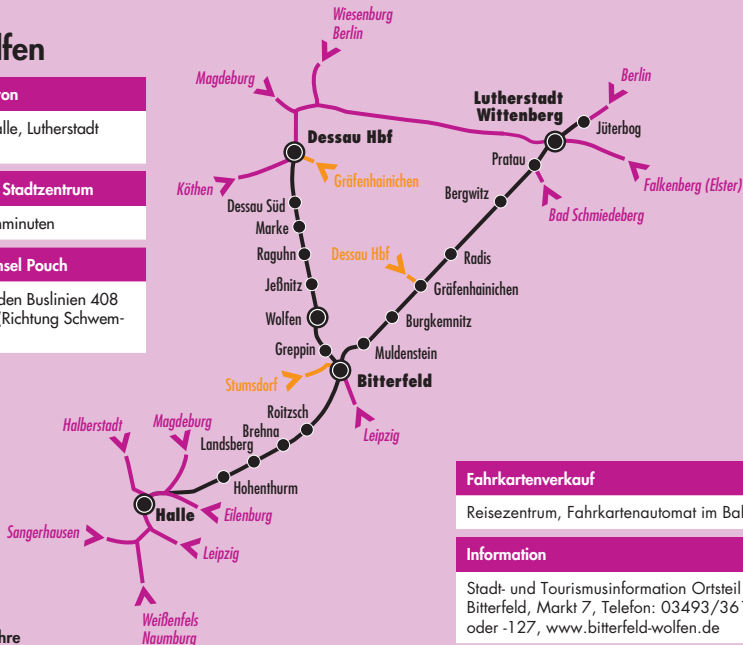 lfen
von
alle, Lutherstadt
Stadtzentrum
nminuten
nsel Pouch
den Buslinien 408
(Richtung Schwem-
Wiesenburg
Berlin
Magdeburg
Lutherstadt
Wittenberg
Berlin
Jüterbog
Dessau Hbf
Pratau
Köthen
Gräfenhainichen
Falkenberg (Elster)
Bergwitz
Bad Schmiedeberg
Dessau Süd
Marke
Raguhn
Dessau Hbf
Radis
Jeßnitz
Gräfenhainichen
Wolfen
Burgkemnitz
Greppin
Muldenstein
Stumsdorf
Bitterfeld
Roitzsch
Leipzig
Halberstadt
Magdeburg
Brehna
Landsberg
Hohenthurm
Halle
Eilenburg
Sangerhausen
Leipzig
Weißenfels
Naumburg
hre
Fahrkartenverkauf
Reisezentrum, Fahrkartenautomat im Bal
Information
Stadt- und Tourismusinformation Ortsteil
Bitterfeld, Markt 7, Telefon: 03493/361
oder -127, www.bitterfeld-wolfen.de